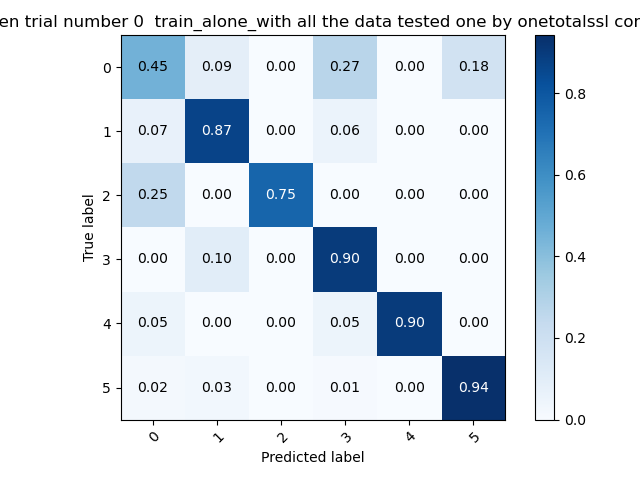 en trial number 0 train_alone_with all the data tested one by onetotalssl con
0 0.45 0.09 0.00 0.27 0.00 0.18
1 0.07 0.87 0.00 0.06 0.00 0.00
2 0.25 0.00 0.75 0.00 0.00 0.00
3 0.00 0.10 0.00 0.90 0.00 0.00
4 0.05 0.00 0.00 0.05 0.90 0.00
5 0.02 0.03 0.00 0.01 0.00 0.94
0 1 2 3 4 5
True label
Predicted label
0.8
0.6
0.4
0.2
0.0